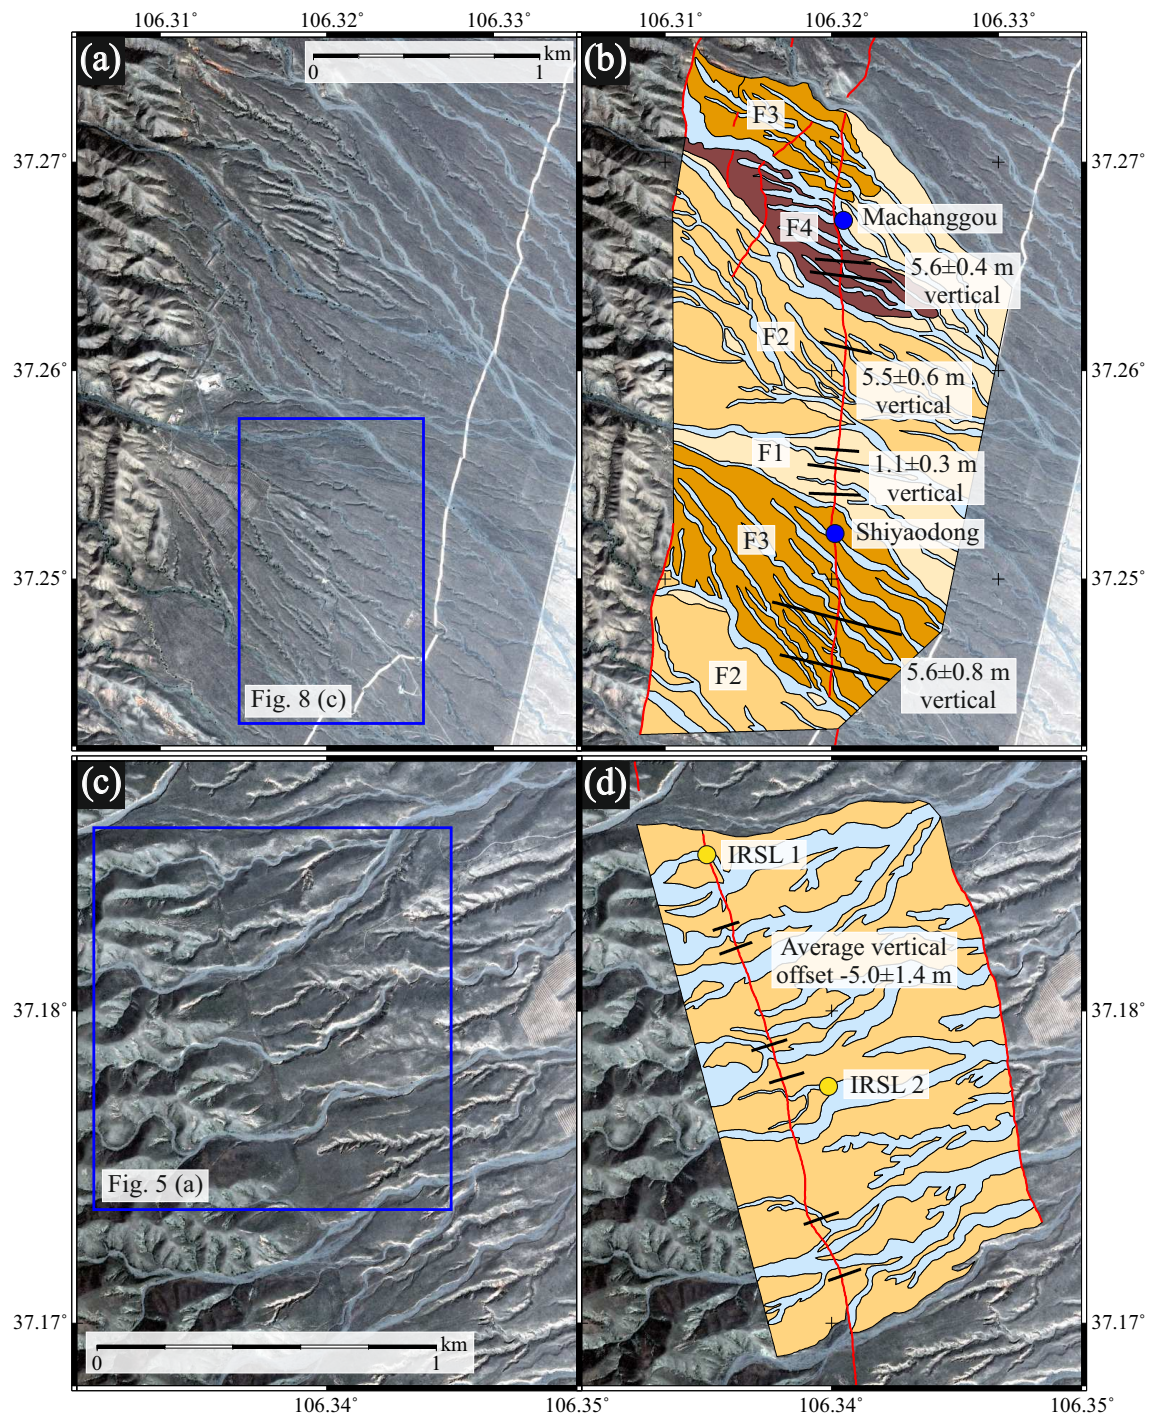 106.31° 106.32° 106.33° 106.31° 106.32° 106.33°
(a)
km
0 1
(b)
F3
37.27° 37.27°
Machanggou
F4
5.6±0.4 m
vertical
F2
37.26° 37.26°
5.5±0.6 m
vertical
F1
1.1±0.3 m
vertical
Shiyaodong
F3
37.25° 37.25°
5.6±0.8 m
vertical
F2
Fig. 8 (c)
(c)
(d)
IRSL 1
Average vertical
offset -5.0±1.4 m
37.18° 37.18°
IRSL 2
Fig. 5 (a)
37.17° 37.17°
km
0 1
106.34° 106.35° 106.34° 106.35°